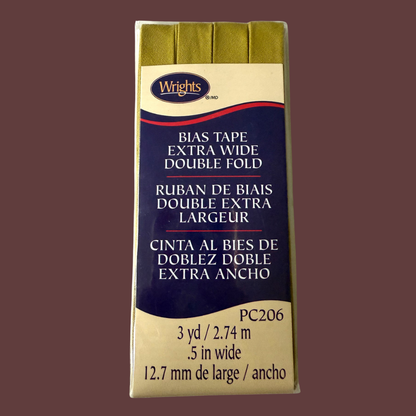 Wrights
®/MD
BIAS TAPE
EXTRA WIDE
DOUBLE FOLD
RUBAN DE BIAIS
DOUBLE EXTRA
LARGEUR
CINTA AL BIES DE
DOBLEZ DOBLE
EXTRA ANCHO
PC206
3 yd / 2.74 m
.5 in wide
12.7 mm de large / ancho